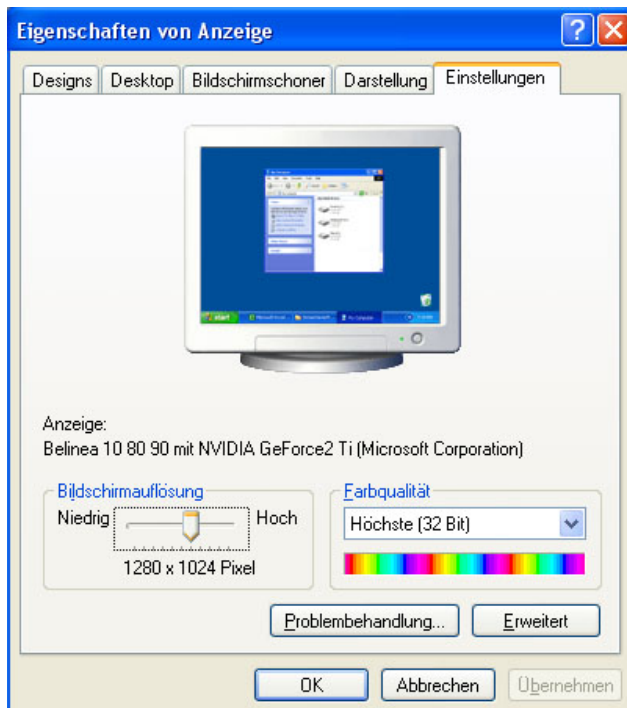 Eigenschaften von Anzeige
Designs Desktop Bildschirmschoner Darstellung Einstellungen
start
Anzeige:
Belinea 10 80 90 mit NVIDIA GeForce2 Ti (Microsoft Corporation)
Bildschirmauflösung
Niedrig Hoch
1280 x 1024 Pixel
Farbqualität
Höchste (32 Bit)
Problembehandlung... Erweitert
OK Abbrechen Übernehmen